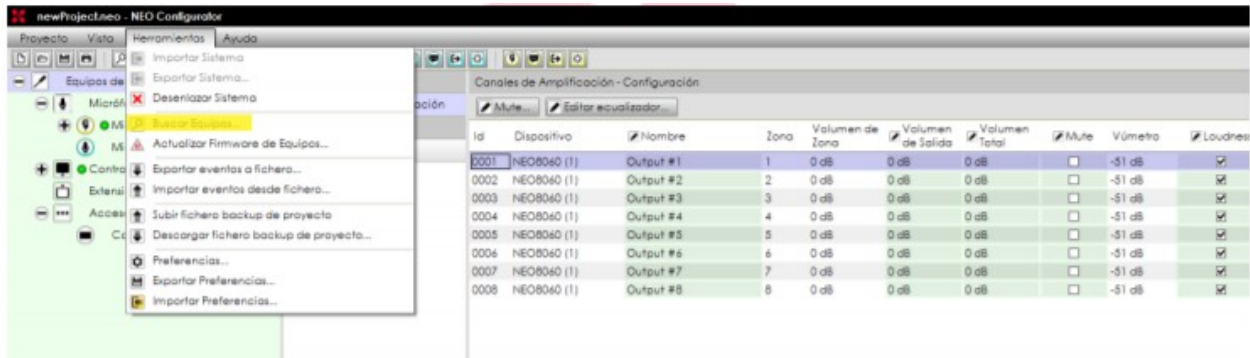 newProject.neo - NEO Configurator
Proyecto Vista Herramientas Ayuda
Importar Sistema
Exportar Sistema...
Desenlazar Sistema
Buscar Equipos...
Actualizar Firmware de Equipos...
Exportar eventos a fichero...
Importar eventos desde fichero...
Subir fichero backup de proyecto
Descargar fichero backup de proyecto...
Preferencias...
Exportar Preferencias...
Importar Preferencias...
Equipos de
Micróf
Mi
Mi
Contro
Extensi
Acceso
Co
ación
Canales de Amplificación - Configuración
Mute... Editar ecualizador...
Id Dispositivo Nombre Zona Volumen de Zona Volumen de Salida Volumen Total Mute Vúmetro Loudness
0001 NEO8060 (1) Output #1 1 0 dB 0 dB 0 dB -51 dB
0002 NEO8060 (1) Output #2 2 0 dB 0 dB 0 dB -51 dB
0003 NEO8060 (1) Output #3 3 0 dB 0 dB 0 dB -51 dB
0004 NEO8060 (1) Output #4 4 0 dB 0 dB 0 dB -51 dB
0005 NEO8060 (1) Output #5 5 0 dB 0 dB 0 dB -51 dB
0006 NEO8060 (1) Output #6 6 0 dB 0 dB 0 dB -51 dB
0007 NEO8060 (1) Output #7 7 0 dB 0 dB 0 dB -51 dB
0008 NEO8060 (1) Output #8 8 0 dB 0 dB 0 dB -51 dB